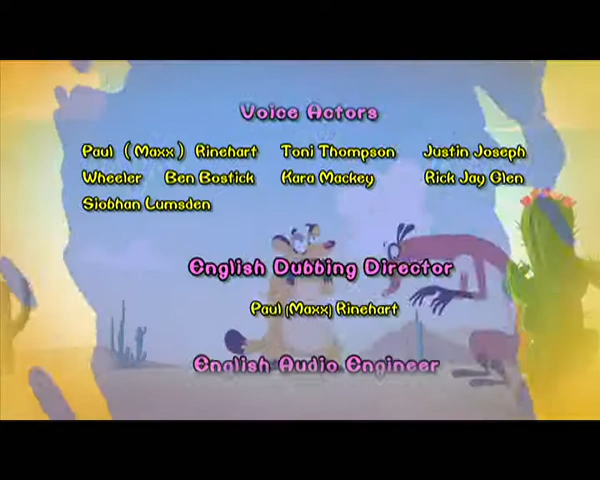 Voice Actors
Paul (Maxx) Rinehart Toni Thompson Justin Joseph
Wheeler Ben Bostick Kara Mackey Rick Jay Glen
Siobhan Lumsden
English Dubbing Director
Paul (Maxx) Rinehart
English Audio Engineer